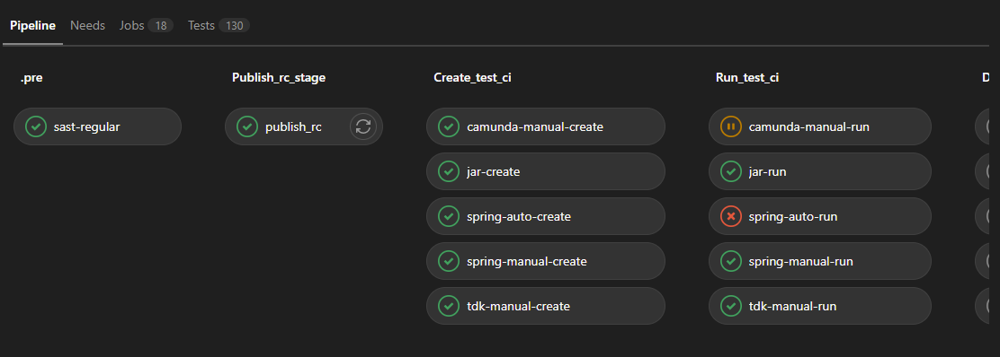 Pipeline Needs Jobs 18 Tests 130
.pre Publish_rc_stage Create_test_ci Run_test_ci D
sast-regular publish_rc camunda-manual-create camunda-manual-run
jar-create jar-run
spring-auto-create spring-auto-run
spring-manual-create spring-manual-run
tdk-manual-create tdk-manual-run